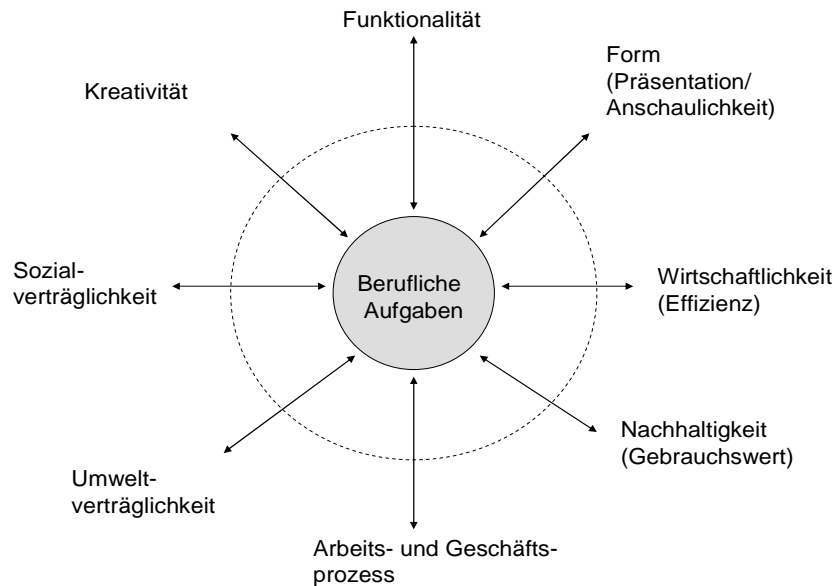 Funktionalität
Form
(Präsentation/
Anschaulichkeit)
Kreativität
Sozial-
verträglichkeit
Berufliche
Aufgaben
Wirtschaftlichkeit
(Effizienz)
Nachhaltigkeit
(Gebrauchswert)
Umwelt-
verträglichkeit
Arbeits- und Geschäfts-
prozess